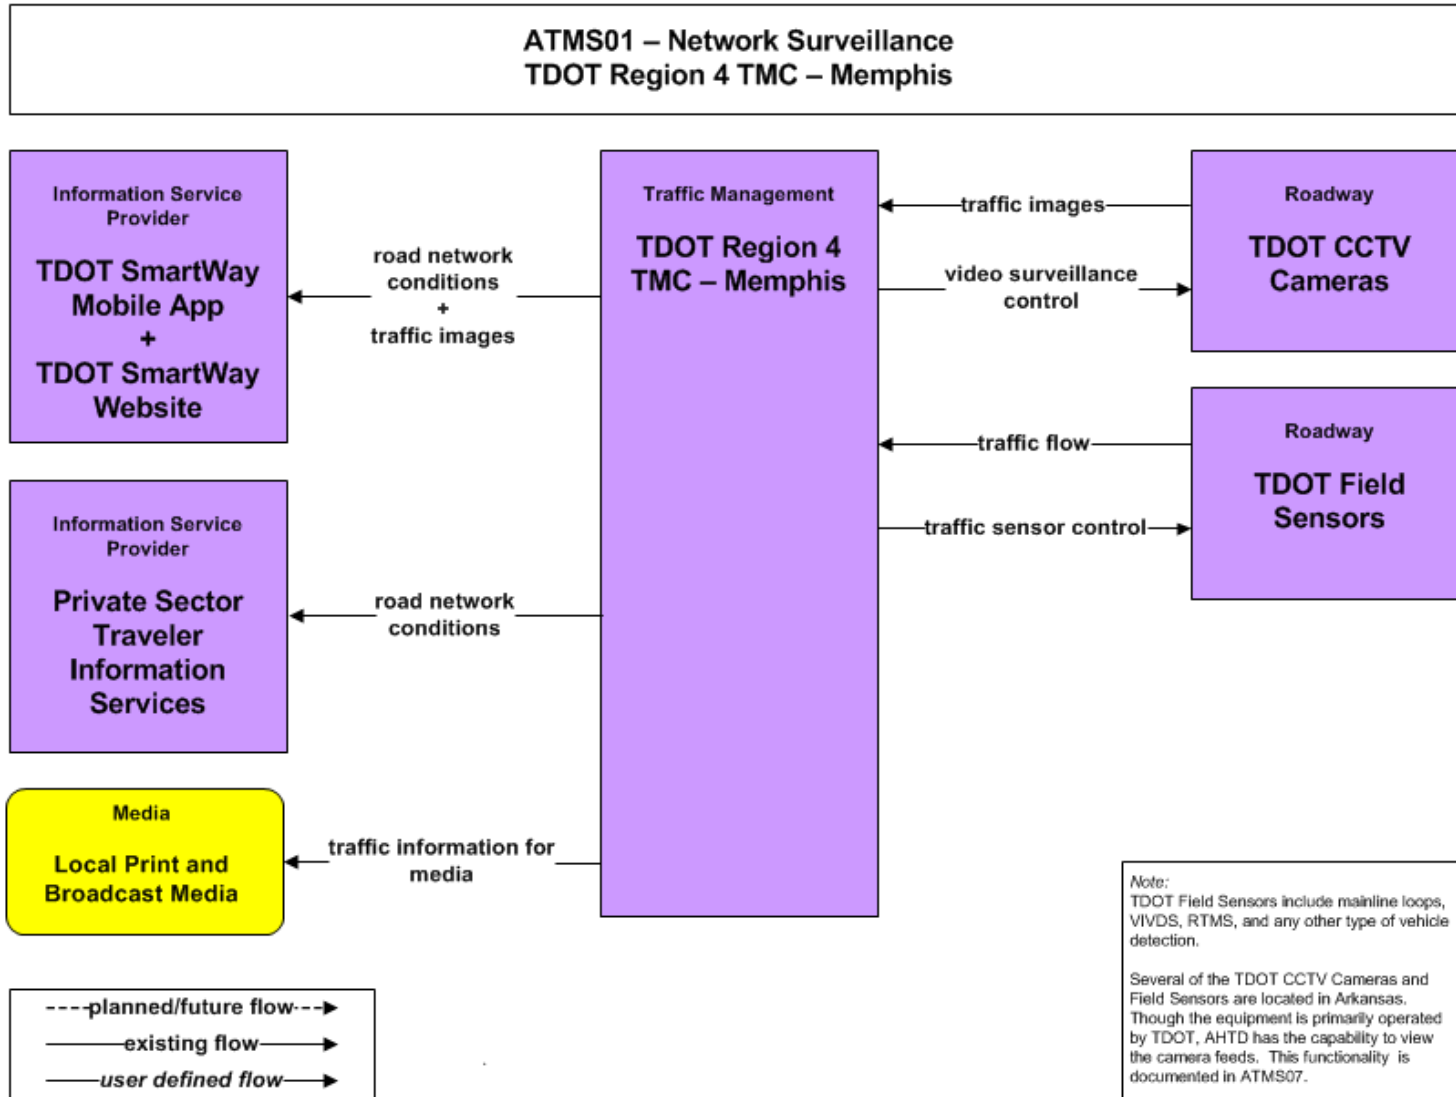 ATMS01 – Network Surveillance
TDOT Region 4 TMC – Memphis
Information Service
Provider
TDOT SmartWay
Mobile App
+
TDOT SmartWay
Website
road network
conditions
+
traffic images
Information Service
Provider
Private Sector
Traveler
Information
Services
road network
conditions
Media
Local Print and
Broadcast Media
traffic information for
media
Traffic Management
TDOT Region 4
TMC – Memphis
traffic images
video surveillance
control
Roadway
TDOT CCTV
Cameras
traffic flow
traffic sensor control
Roadway
TDOT Field
Sensors
planned/future flow
existing flow
user defined flow
Note:
TDOT Field Sensors include mainline loops,
VIVDS, RTMS, and any other type of vehicle
detection.
Several of the TDOT CCTV Cameras and
Field Sensors are located in Arkansas.
Though the equipment is primarily operated
by TDOT, AHTD has the capability to view
the camera feeds. This functionality is
documented in ATMS07.